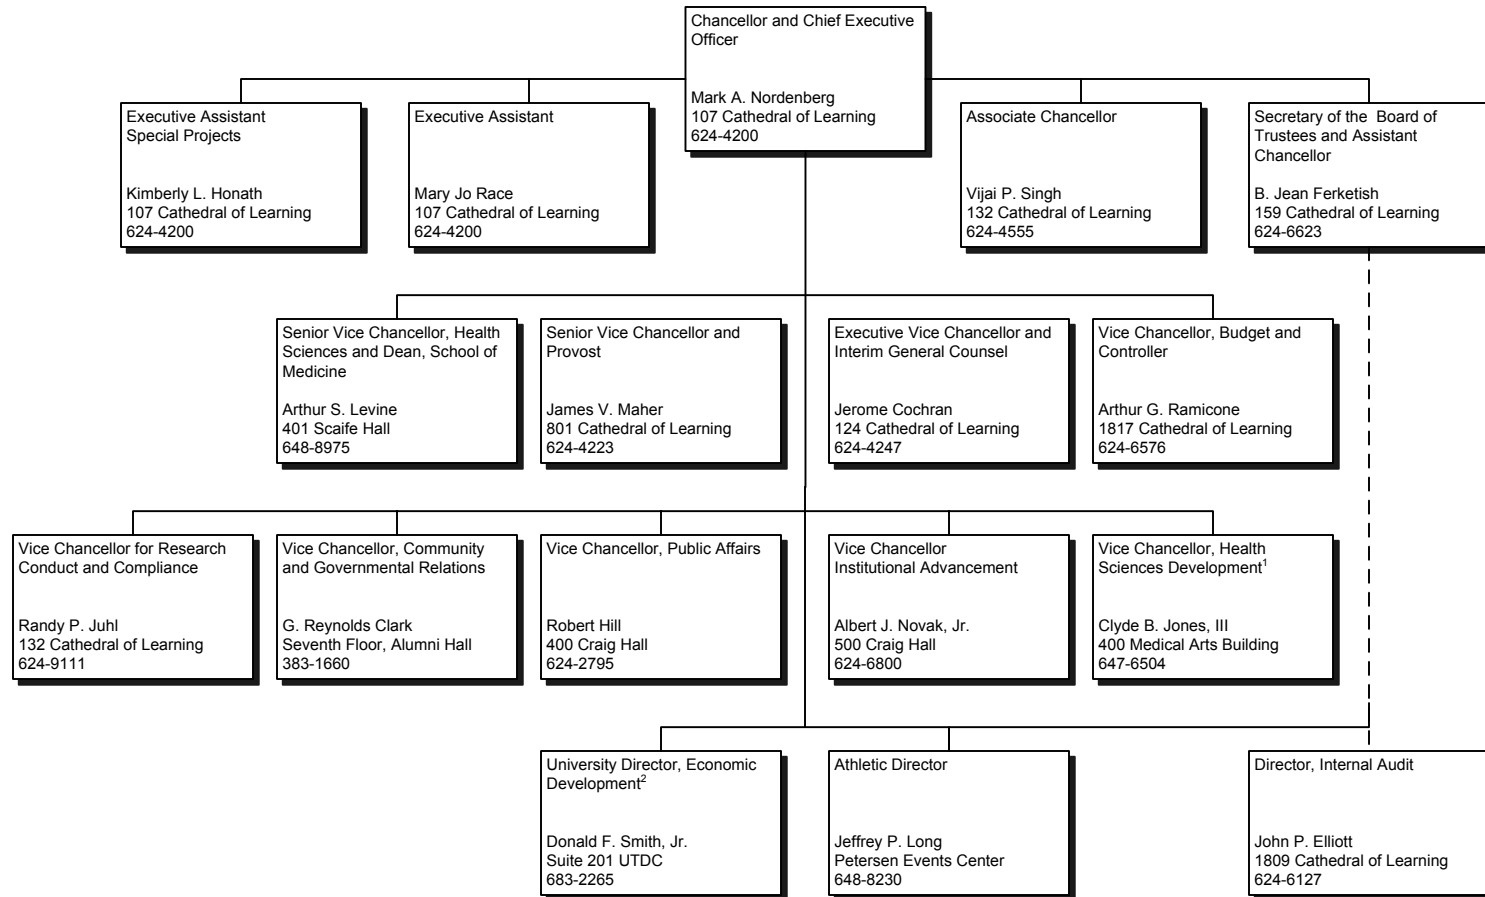 Chancellor and Chief Executive
Officer
Mark A. Nordenberg
107 Cathedral of Learning
624-4200
Executive Assistant
Special Projects
Kimberly L. Honath
107 Cathedral of Learning
624-4200
Executive Assistant
Mary Jo Race
107 Cathedral of Learning
624-4200
Associate Chancellor
Vijai P. Singh
132 Cathedral of Learning
624-4555
Secretary of the Board of
Trustees and Assistant
Chancellor
B. Jean Ferketish
159 Cathedral of Learning
624-6623
Senior Vice Chancellor, Health
Sciences and Dean, School of
Medicine
Arthur S. Levine
401 Scaife Hall
648-8975
Senior Vice Chancellor and
Provost
James V. Maher
801 Cathedral of Learning
624-4223
Executive Vice Chancellor and
Interim General Counsel
Jerome Cochran
124 Cathedral of Learning
624-4247
Vice Chancellor, Budget and
Controller
Arthur G. Ramicone
1817 Cathedral of Learning
624-6576
Vice Chancellor for Research
Conduct and Compliance
Randy P. Juhl
132 Cathedral of Learning
624-9111
Vice Chancellor, Community
and Governmental Relations
G. Reynolds Clark
Seventh Floor, Alumni Hall
383-1660
Vice Chancellor, Public Affairs
Robert Hill
400 Craig Hall
624-2795
Vice Chancellor
Institutional Advancement
Albert J. Novak, Jr.
500 Craig Hall
624-6800
Vice Chancellor, Health
Sciences Development¹
Clyde B. Jones, III
400 Medical Arts Building
647-6504
University Director, Economic
Development²
Donald F. Smith, Jr.
Suite 201 UTDC
683-2265
Athletic Director
Jeffrey P. Long
Petersen Events Center
648-8230
Director, Internal Audit
John P. Elliott
1809 Cathedral of Learning
624-6127